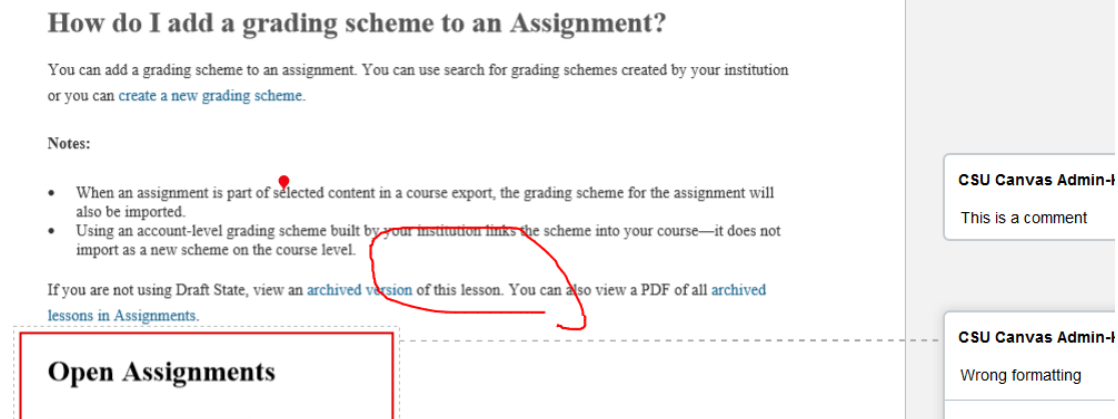 How do I add a grading scheme to an Assignment?
You can add a grading scheme to an assignment. You can use search for grading schemes created by your institution
or you can create a new grading scheme.
Notes:
• When an assignment is part of selected content in a course export, the grading scheme for the assignment will
also be imported.
• Using an account-level grading scheme built by your institution links the scheme into your course—it does not
import as a new scheme on the course level.
If you are not using Draft State, view an archived version of this lesson. You can also view a PDF of all archived
lessons in Assignments.
Open Assignments
CSU Canvas Admin-
This is a comment
CSU Canvas Admin-
Wrong formatting